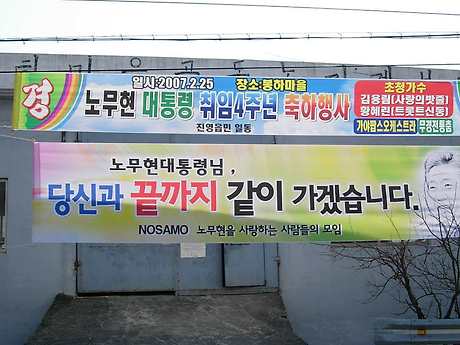 경
일시:2007.2.25 장소:봉하마을
노무현 대통령 취임4주년 축하행사
진영읍민 일동
초청가수
김용림(사랑의밧줄)
황혜린(트롯트신동)
가야팝스오케스트라 무경전통춤
노무현대통령님,
당신과 끝까지 같이 가겠습니다.
NOSAMO 노무현을 사랑하는 사람들의 모임